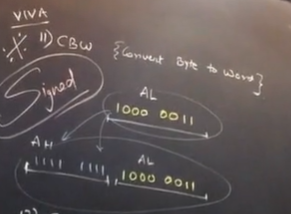 VIVA
11) CBW {Convert Byte to Word}
Signed
AL
1000 0011
AH AL
1111 1111 1000 0011